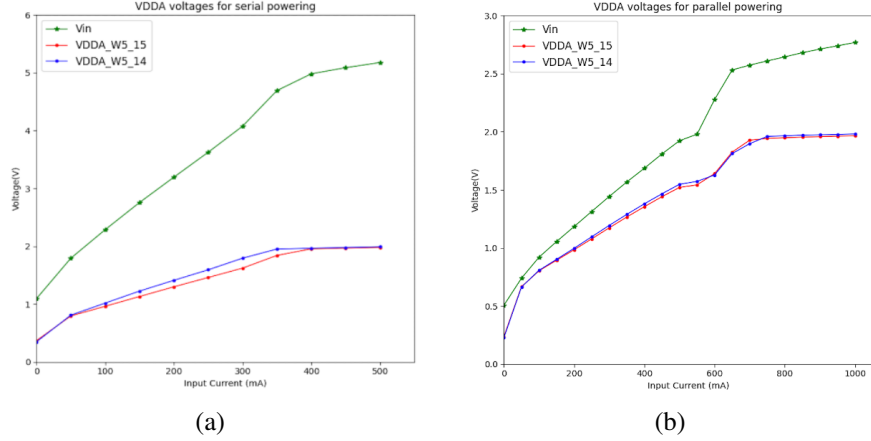 VDDA voltages for serial powering
Vin
VDDA_W5_15
VDDA_W5_14
6
5
4
3
2
1
0
Voltage(V)
0 100 200 300 400 500
Input Current (mA)
(a)
VDDA voltages for parallel powering
Vin
VDDA_W5_15
VDDA_W5_14
3.0
2.5
2.0
1.5
1.0
0.5
0.0
Voltage(V)
0 200 400 600 800 1000
Input Current (mA)
(b)